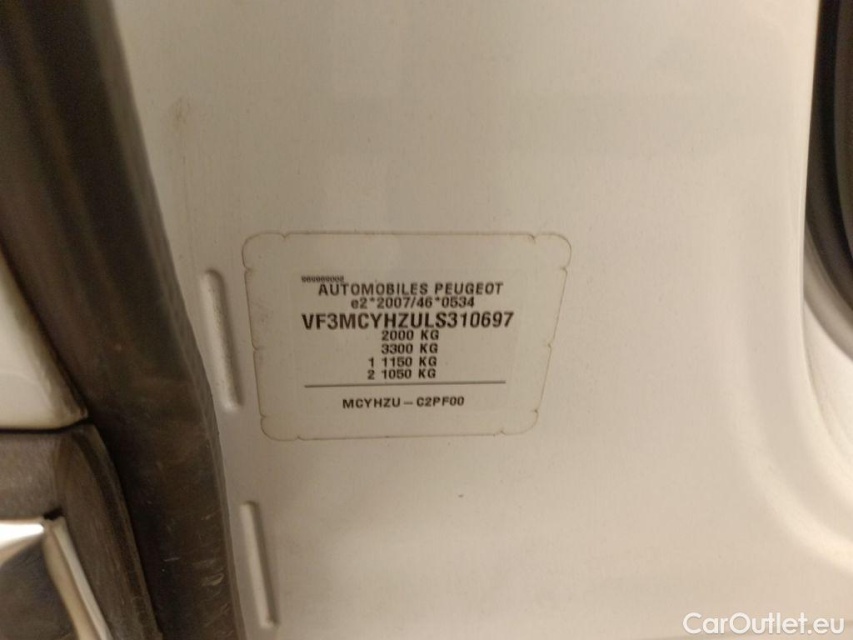 AUTOMOBILES PEUGEOT
e2*2007/46*0534
VF3MCYHZULS310697
2000 KG
3300 KG
1 1150 KG
2 1050 KG
MCYHZU – C2PF00
CarOutlet.eu